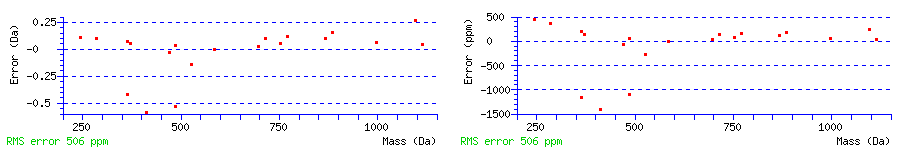 0.25
-0
-0.25
-0.5
Error (Da)
250
500
750
1000
RMS error 506 ppm
Mass (Da)
500
0
-500
-1000
-1500
Error (ppm)
250
500
750
1000
RMS error 506 ppm
Mass (Da)